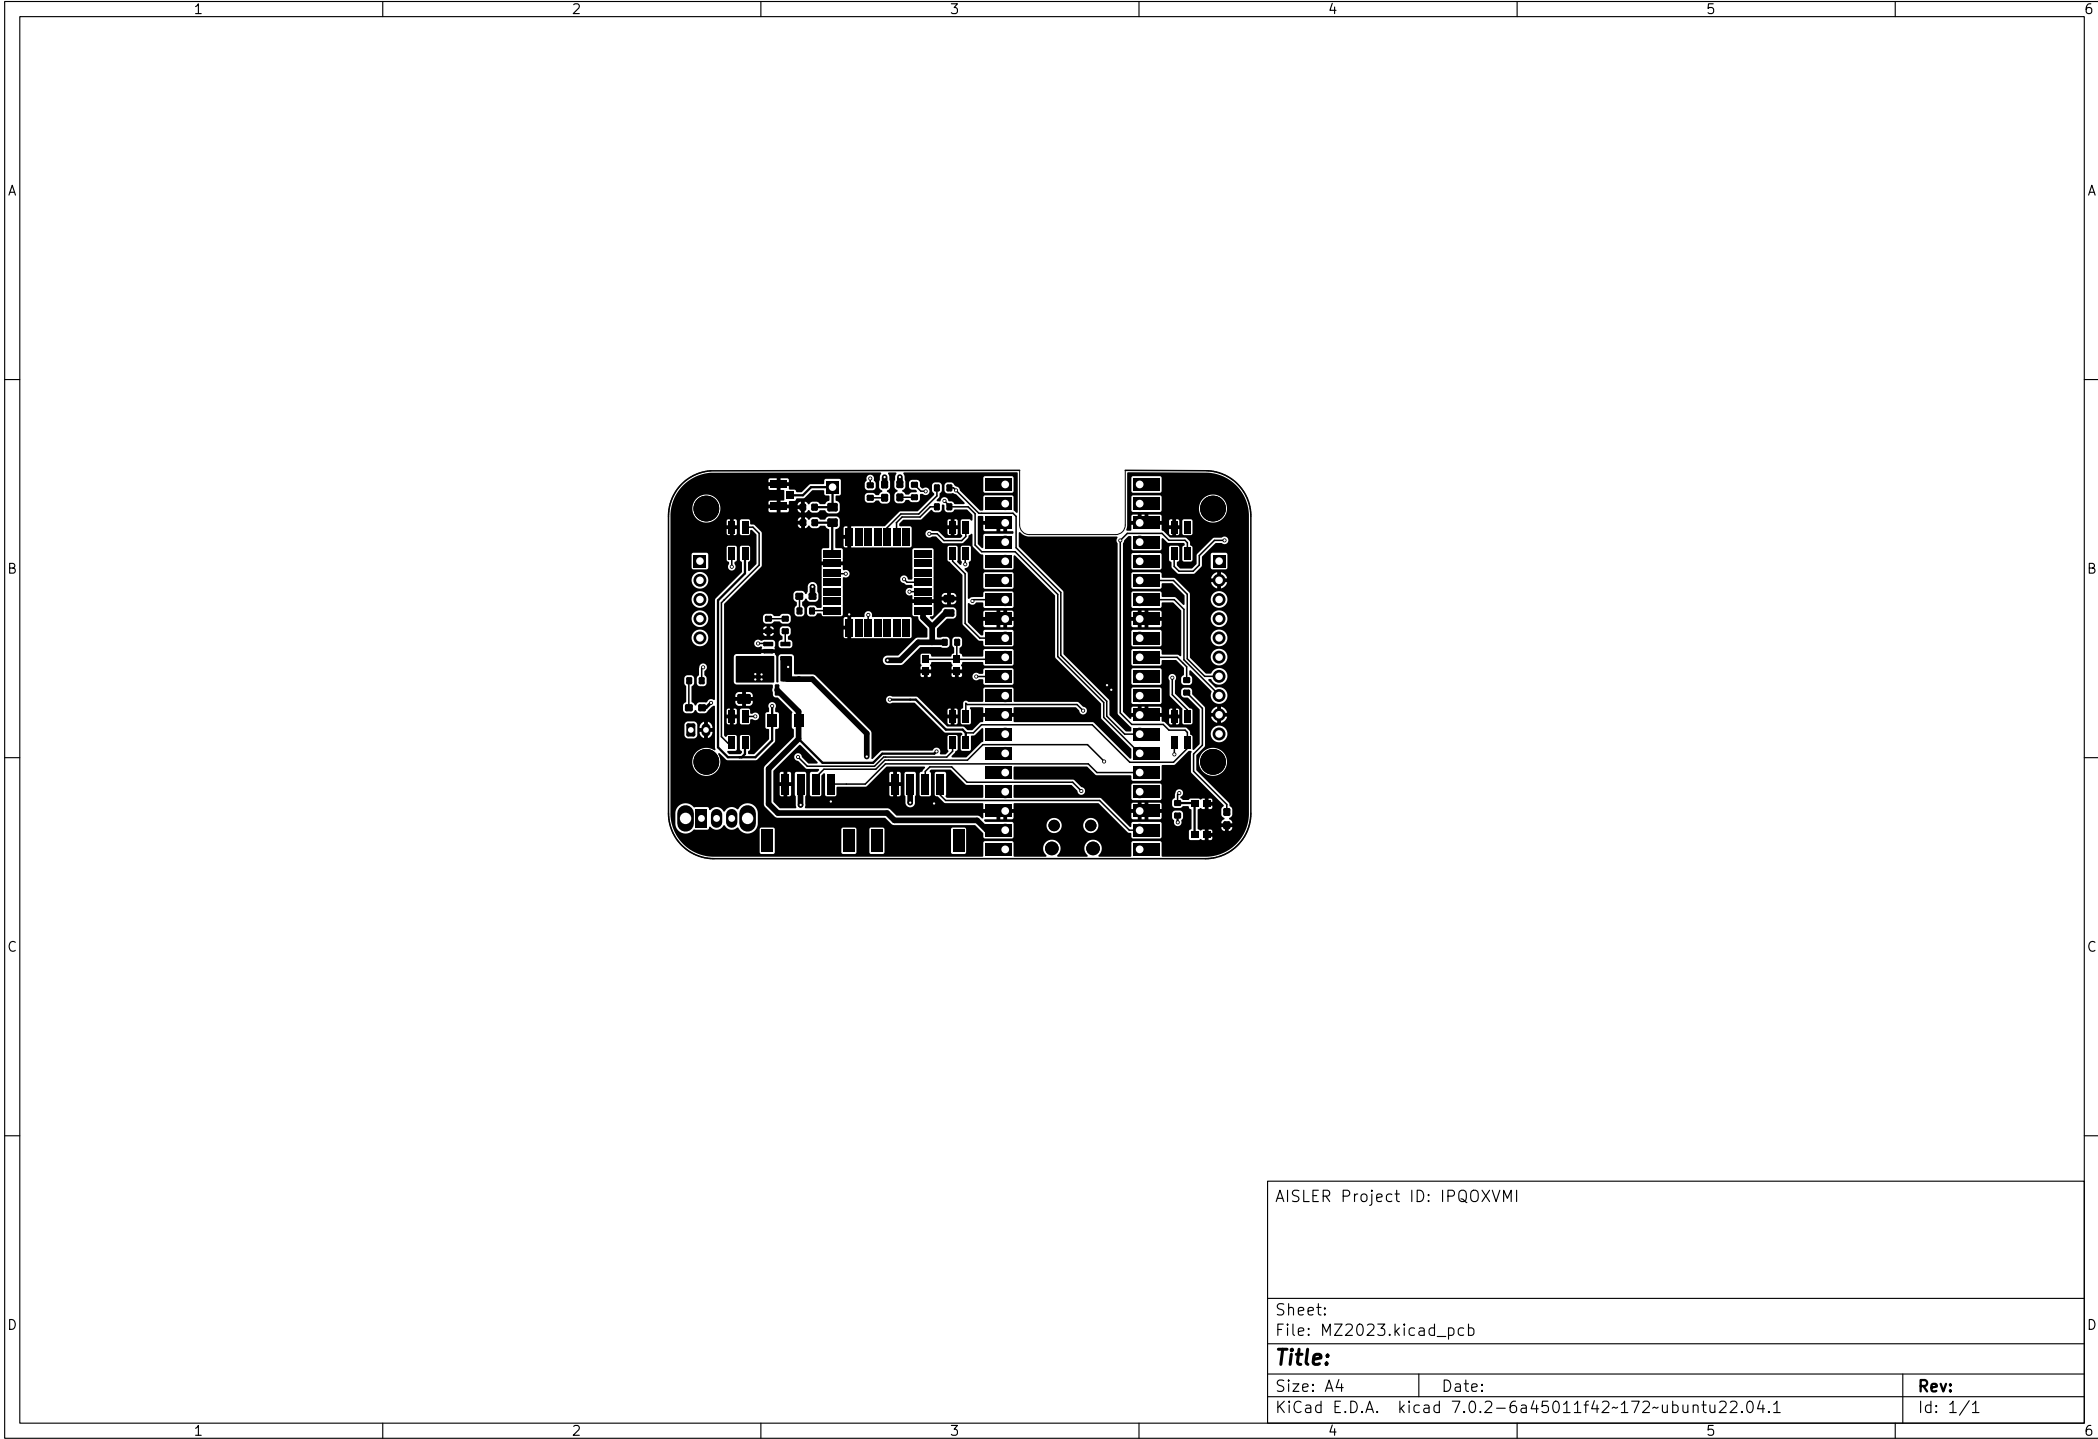 1 2 3 4 5 6
A A
B B
C C
AISLER Project ID: IPQOXVMI
Sheet:
File: MZ2023.kicad_pcb
D D
Title:
Size: A4 Date: Rev:
KiCad E.D.A. kicad 7.0.2-6a45011f42~172~ubuntu22.04.1 Id: 1/1
1 2 3 4 5 6